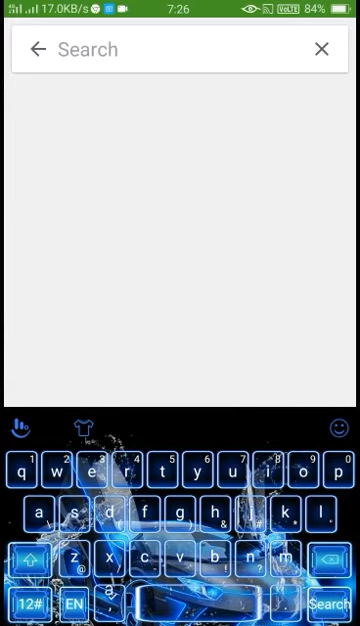 17.0KB/s 7:26 VoLTE 84%
Search
1 2 3 4 5 6 7 8 9 0
q w e r t y u i o p
a s d f g h j k l
\ ) & # * '
z x c v b n m
@ / ! ?
12# EN , . Search